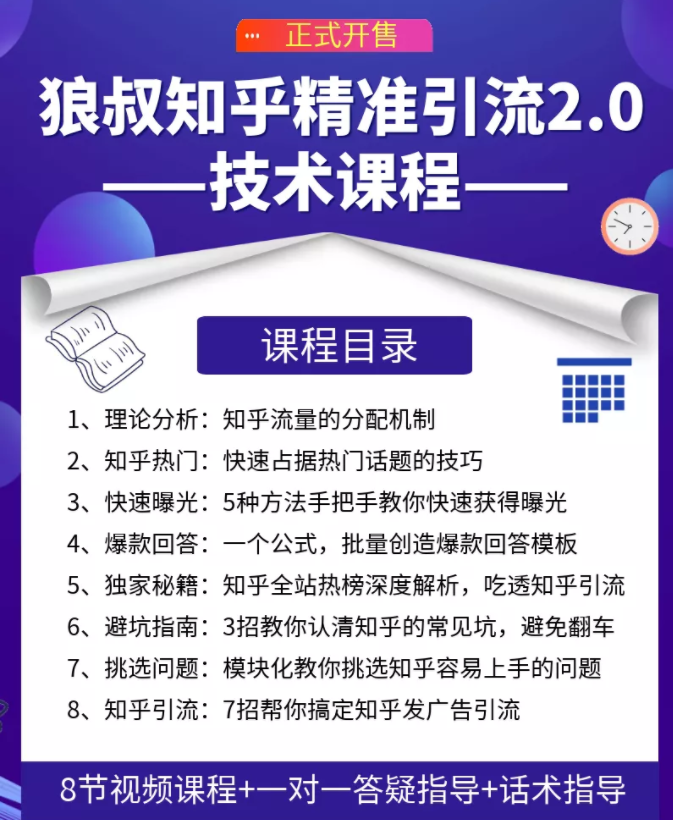 正式开售
狼叔知乎精准引流2.0
技术课程
课程目录
1、理论分析：知乎流量的分配机制
2、知乎热门：快速占据热门话题的技巧
3、快速曝光：5种方法手把手教你快速获得曝光
4、爆款回答：一个公式，批量创造爆款回答模板
5、独家秘籍：知乎全站热榜深度解析，吃透知乎引流
6、避坑指南：3招教你认清知乎的常见坑，避免翻车
7、挑选问题：模块化教你挑选知乎容易上手的问题
8、知乎引流：7招帮你搞定知乎发广告引流
8节视频课程+一对一答疑指导+话术指导